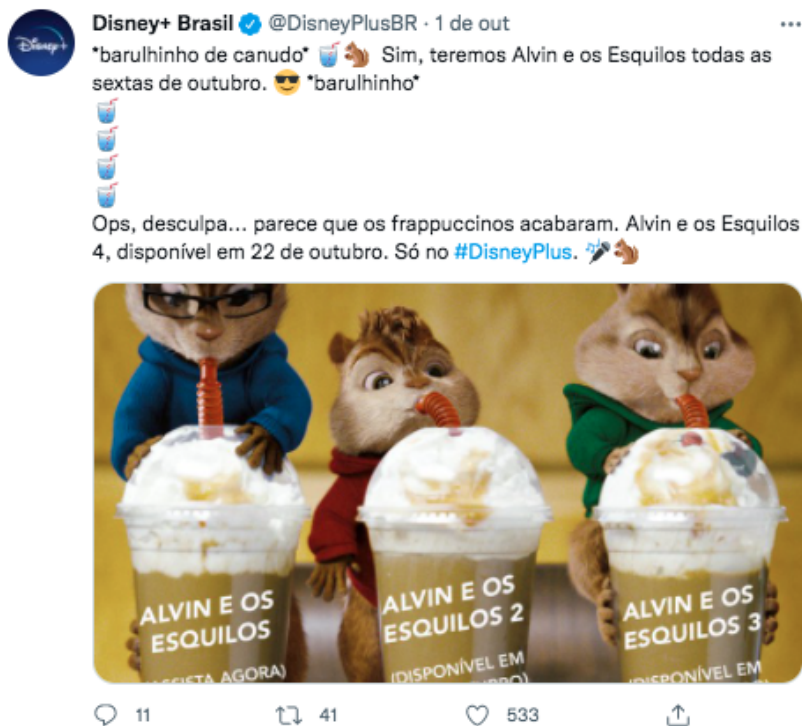 Disney+
Disney+ Brasil @DisneyPlusBR · 1 de out
*barulhinho de canudo* 🥤🐿️ Sim, teremos Alvin e os Esquilos todas as
sextas de outubro. 😎 *barulhinho*
🥤
🥤
🥤
🥤
Ops, desculpa... parece que os frappuccinos acabaram. Alvin e os Esquilos
4, disponível em 22 de outubro. Só no #DisneyPlus. 🎤🐿️
ALVIN E OS
ESQUILOS
(ASSISTA AGORA)
ALVIN E OS
ESQUILOS 2
(DISPONÍVEL EM
ALVIN E OS
ESQUILOS 3
(DISPONÍVEL EM
11 41 533